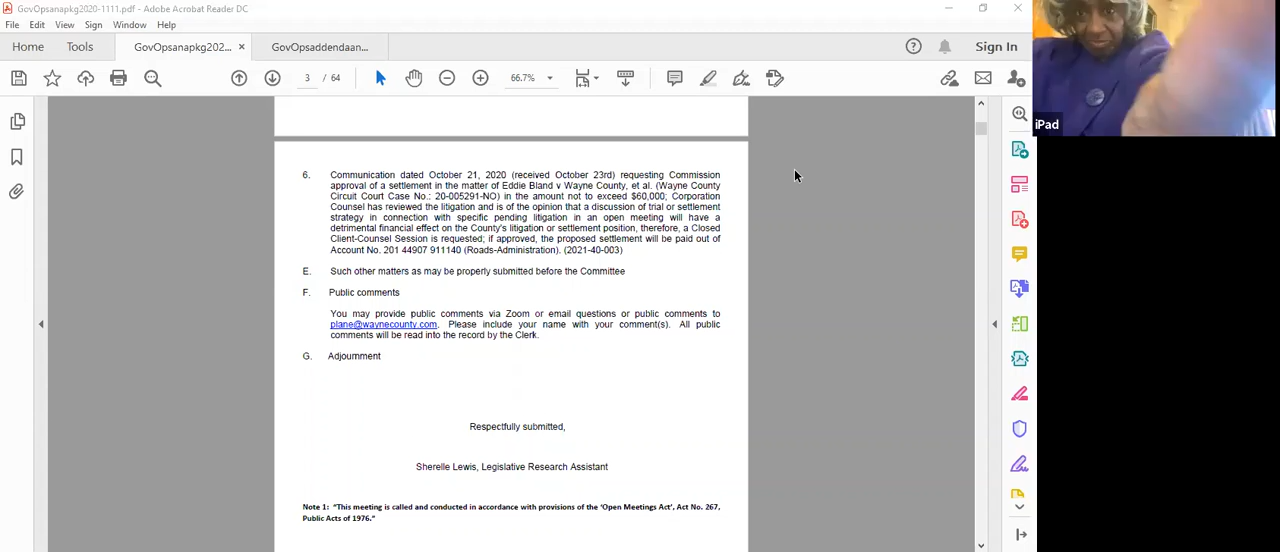 GovOpsanapkg2020-1111.pdf - Adobe Acrobat Reader DC
File Edit View Sign Window Help
Home Tools GovOpsanapkg202... × GovOpsaddendaan... Sign In
3 / 64 66.7%
iPad
6. Communication dated October 21, 2020 (received October 23rd) requesting Commission
approval of a settlement in the matter of Eddie Bland v Wayne County, et al. (Wayne County
Circuit Court Case No.: 20-005291-NO) in the amount not to exceed $60,000; Corporation
Counsel has reviewed the litigation and is of the opinion that a discussion of trial or settlement
strategy in connection with specific pending litigation in an open meeting will have a
detrimental financial effect on the County's litigation or settlement position, therefore, a Closed
Client-Counsel Session is requested; if approved, the proposed settlement will be paid out of
Account No. 201 44907 911140 (Roads-Administration). (2021-40-003)
E. Such other matters as may be properly submitted before the Committee
F. Public comments
You may provide public comments via Zoom or email questions or public comments to
plane@waynecounty.com. Please include your name with your comment(s). All public
comments will be read into the record by the Clerk.
G. Adjournment
Respectfully submitted,
Sherelle Lewis, Legislative Research Assistant
Note 1: "This meeting is called and conducted in accordance with provisions of the 'Open Meetings Act', Act No. 267,
Public Acts of 1976."